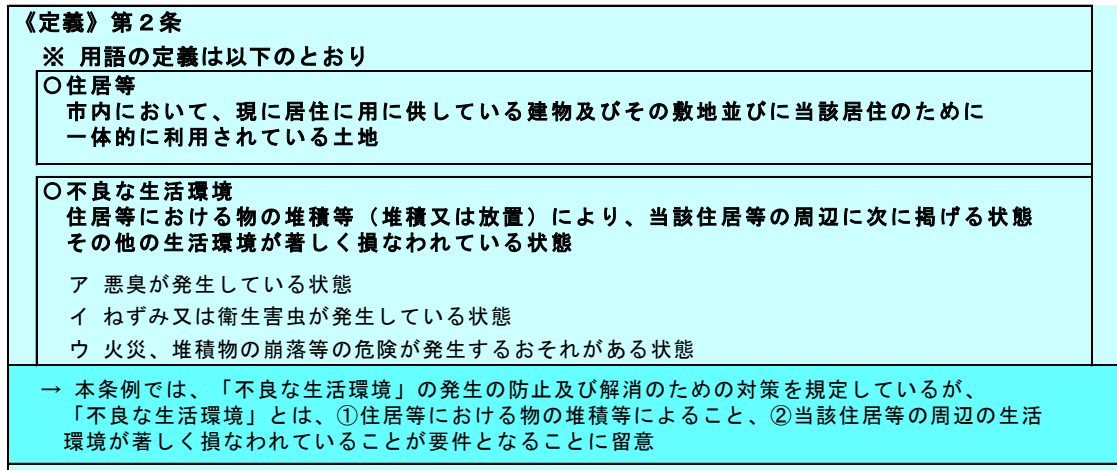 《定義》第２条
※ 用語の定義は以下のとおり
○住居等
市内において、現に居住に用に供している建物及びその敷地並びに当該居住のために
一体的に利用されている土地
○不良な生活環境
住居等における物の堆積等（堆積又は放置）により、当該住居等の周辺に次に掲げる状態
その他の生活環境が著しく損なわれている状態
ア 悪臭が発生している状態
イ ねずみ又は衛生害虫が発生している状態
ウ 火災、堆積物の崩落等の危険が発生するおそれがある状態
→ 本条例では、「不良な生活環境」の発生の防止及び解消のための対策を規定しているが、
「不良な生活環境」とは、①住居等における物の堆積等によること、②当該住居等の周辺の生活
環境が著しく損なわれていることが要件となることに留意